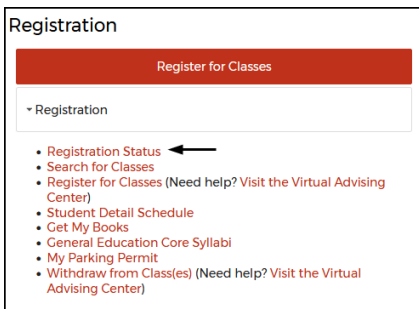 Registration
Register for Classes
Registration
• Registration Status
• Search for Classes
• Register for Classes (Need help? Visit the Virtual Advising
Center)
• Student Detail Schedule
• Get My Books
• General Education Core Syllabi
• My Parking Permit
• Withdraw from Class(es) (Need help? Visit the Virtual
Advising Center)